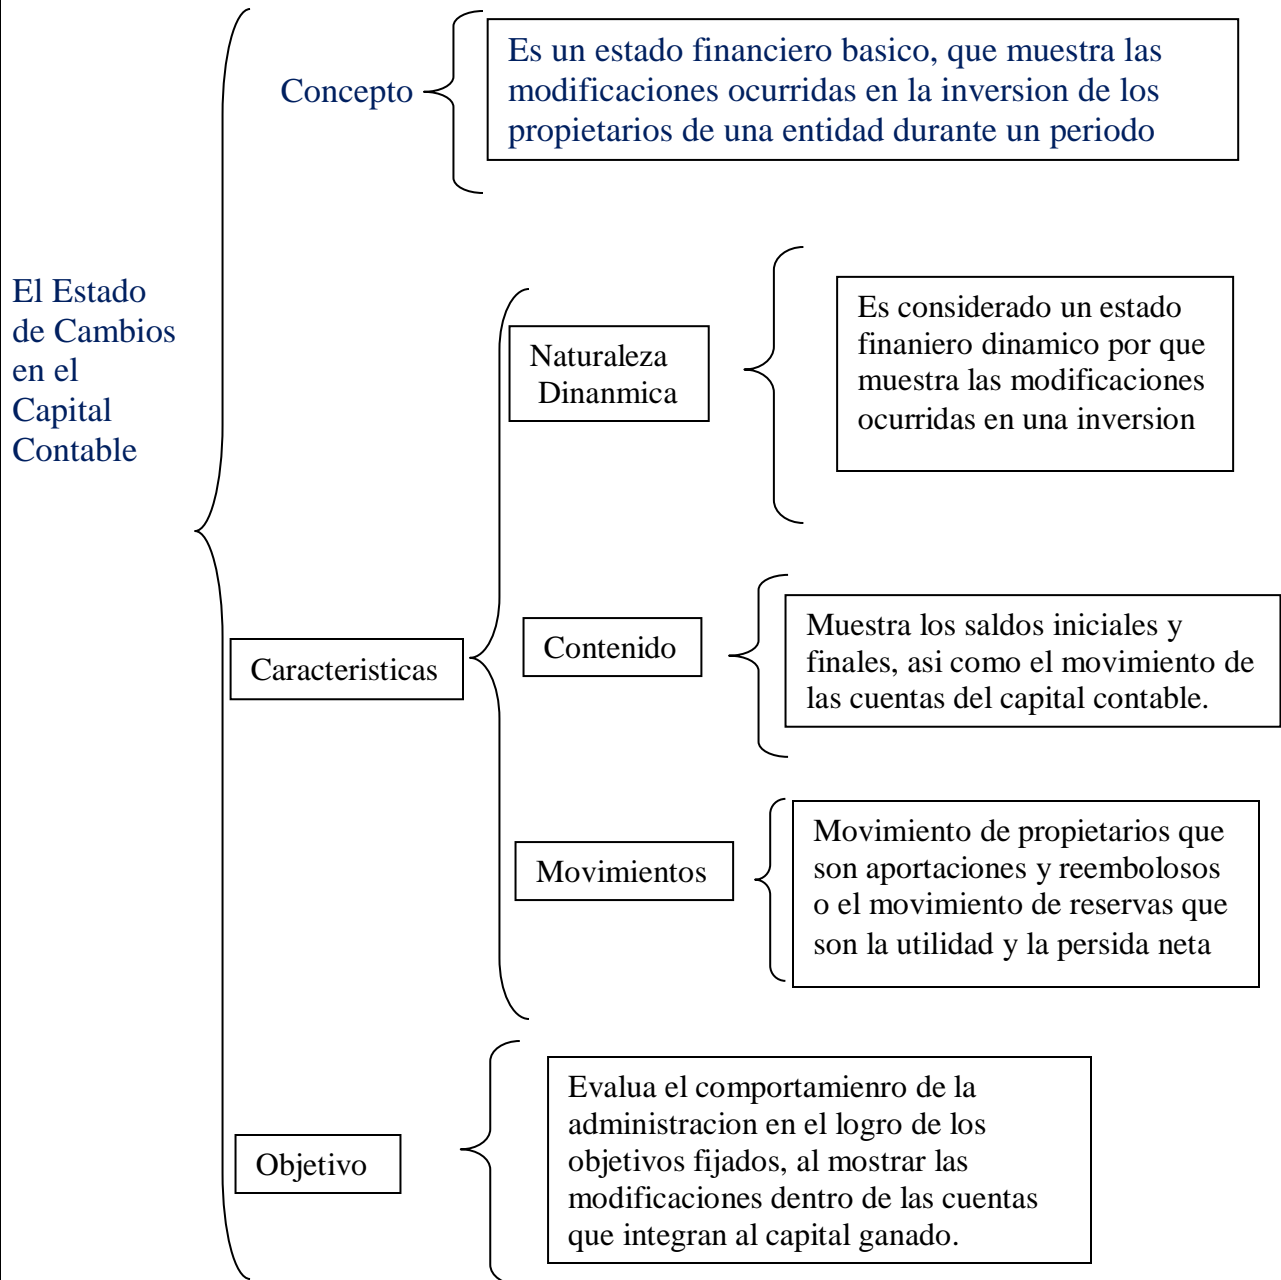 El Estado
de Cambios
en el
Capital
Contable
Concepto
Es un estado financiero basico, que muestra las
modificaciones ocurridas en la inversion de los
propietarios de una entidad durante un periodo
Caracteristicas
Naturaleza
Dinanmica
Es considerado un estado
finaniero dinamico por que
muestra las modificaciones
ocurridas en una inversion
Contenido
Muestra los saldos iniciales y
finales, asi como el movimiento de
las cuentas del capital contable.
Movimientos
Movimiento de propietarios que
son aportaciones y reembolosos
o el movimiento de reservas que
son la utilidad y la persida neta
Objetivo
Evalua el comportamienro de la
administracion en el logro de los
objetivos fijados, al mostrar las
modificaciones dentro de las cuentas
que integran al capital ganado.